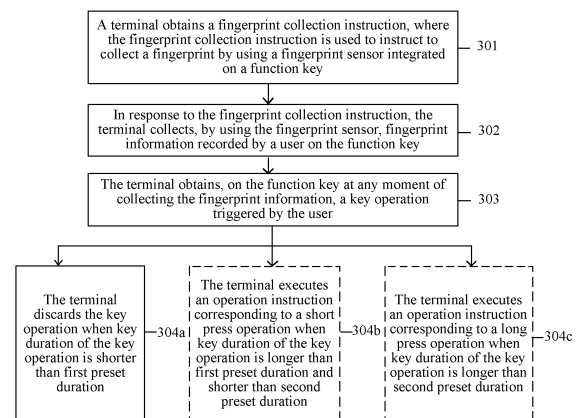 A terminal obtains a fingerprint collection instruction, where
the fingerprint collection instruction is used to instruct to
collect a fingerprint by using a fingerprint sensor integrated
on a function key
301
In response to the fingerprint collection instruction, the
terminal collects, by using the fingerprint sensor, fingerprint
information recorded by a user on the function key
302
The terminal obtains, on the function key at any moment of
collecting the fingerprint information, a key operation
triggered by the user
303
The terminal
discards the key
operation when key
duration of the key
operation is shorter
than first preset
duration
304a
The terminal executes
an operation instruction
corresponding to a short
press operation when
key duration of the key
operation is longer than
first preset duration and
shorter than second
preset duration
304b
The terminal executes
an operation instruction
corresponding to a long
press operation when
key duration of the key
operation is longer than
second preset duration
304c